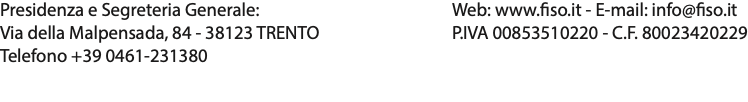 Presidenza e Segreteria Generale:
Via della Malpensada, 84 - 38123 TRENTO
Telefono +39 0461-231380
Web: www.fiso.it - E-mail: info@fiso.it
P.IVA 00853510220 - C.F. 80023420229